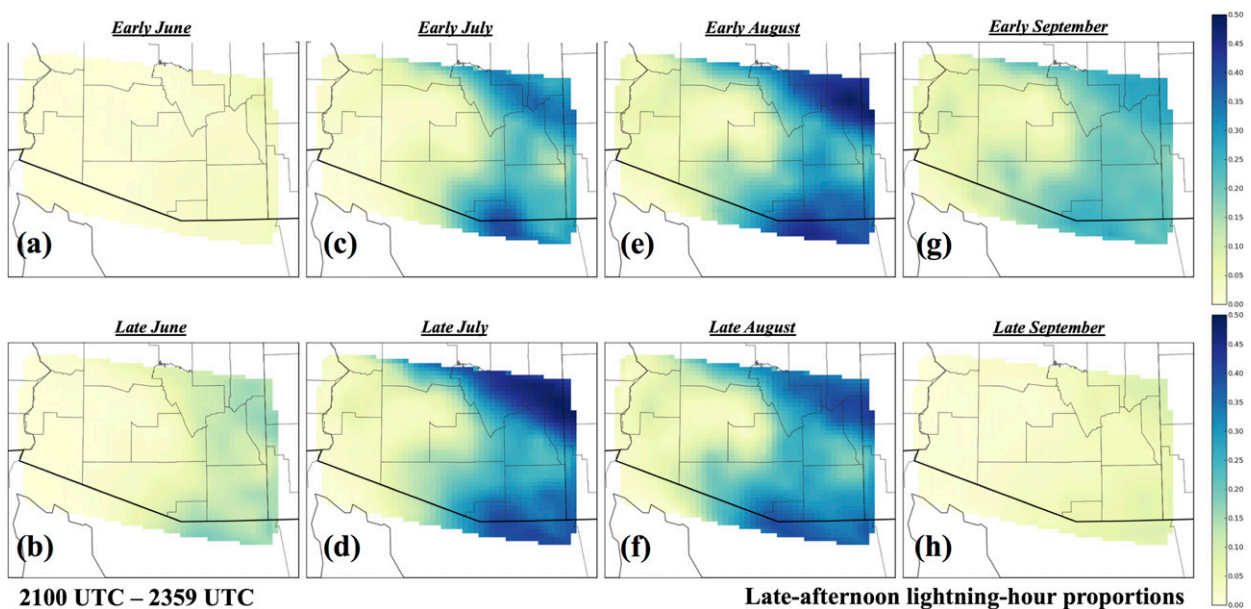 Early June
Early July
Early August
Early September
(a)
(c)
(e)
(g)
0.50
0.45
0.40
0.35
0.30
0.25
0.20
0.15
0.10
0.05
0.00
Late June
Late July
Late August
Late September
(b)
(d)
(f)
(h)
0.50
0.45
0.40
0.35
0.30
0.25
0.20
0.15
0.10
0.05
0.00
2100 UTC – 2359 UTC
Late-afternoon lightning-hour proportions